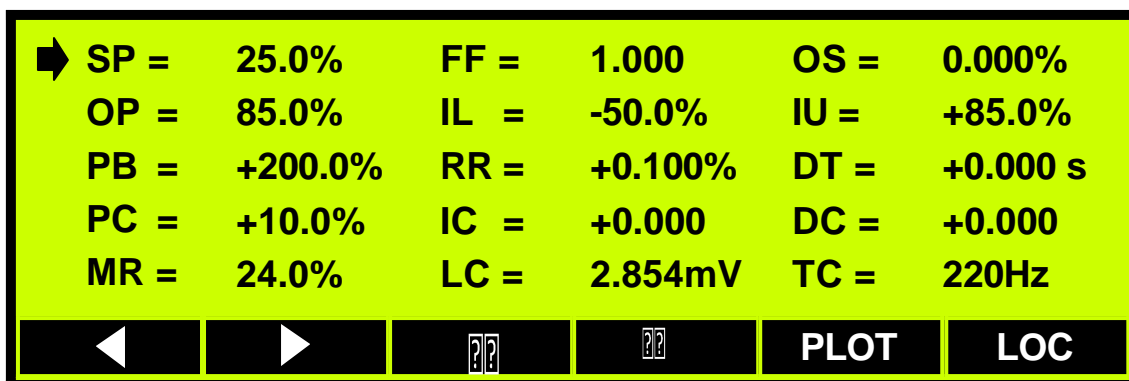 SP = 25.0% FF = 1.000 OS = 0.000%
OP = 85.0% IL = -50.0% IU = +85.0%
PB = +200.0% RR = +0.100% DT = +0.000 s
PC = +10.0% IC = +0.000 DC = +0.000
MR = 24.0% LC = 2.854mV TC = 220Hz
PLOT LOC